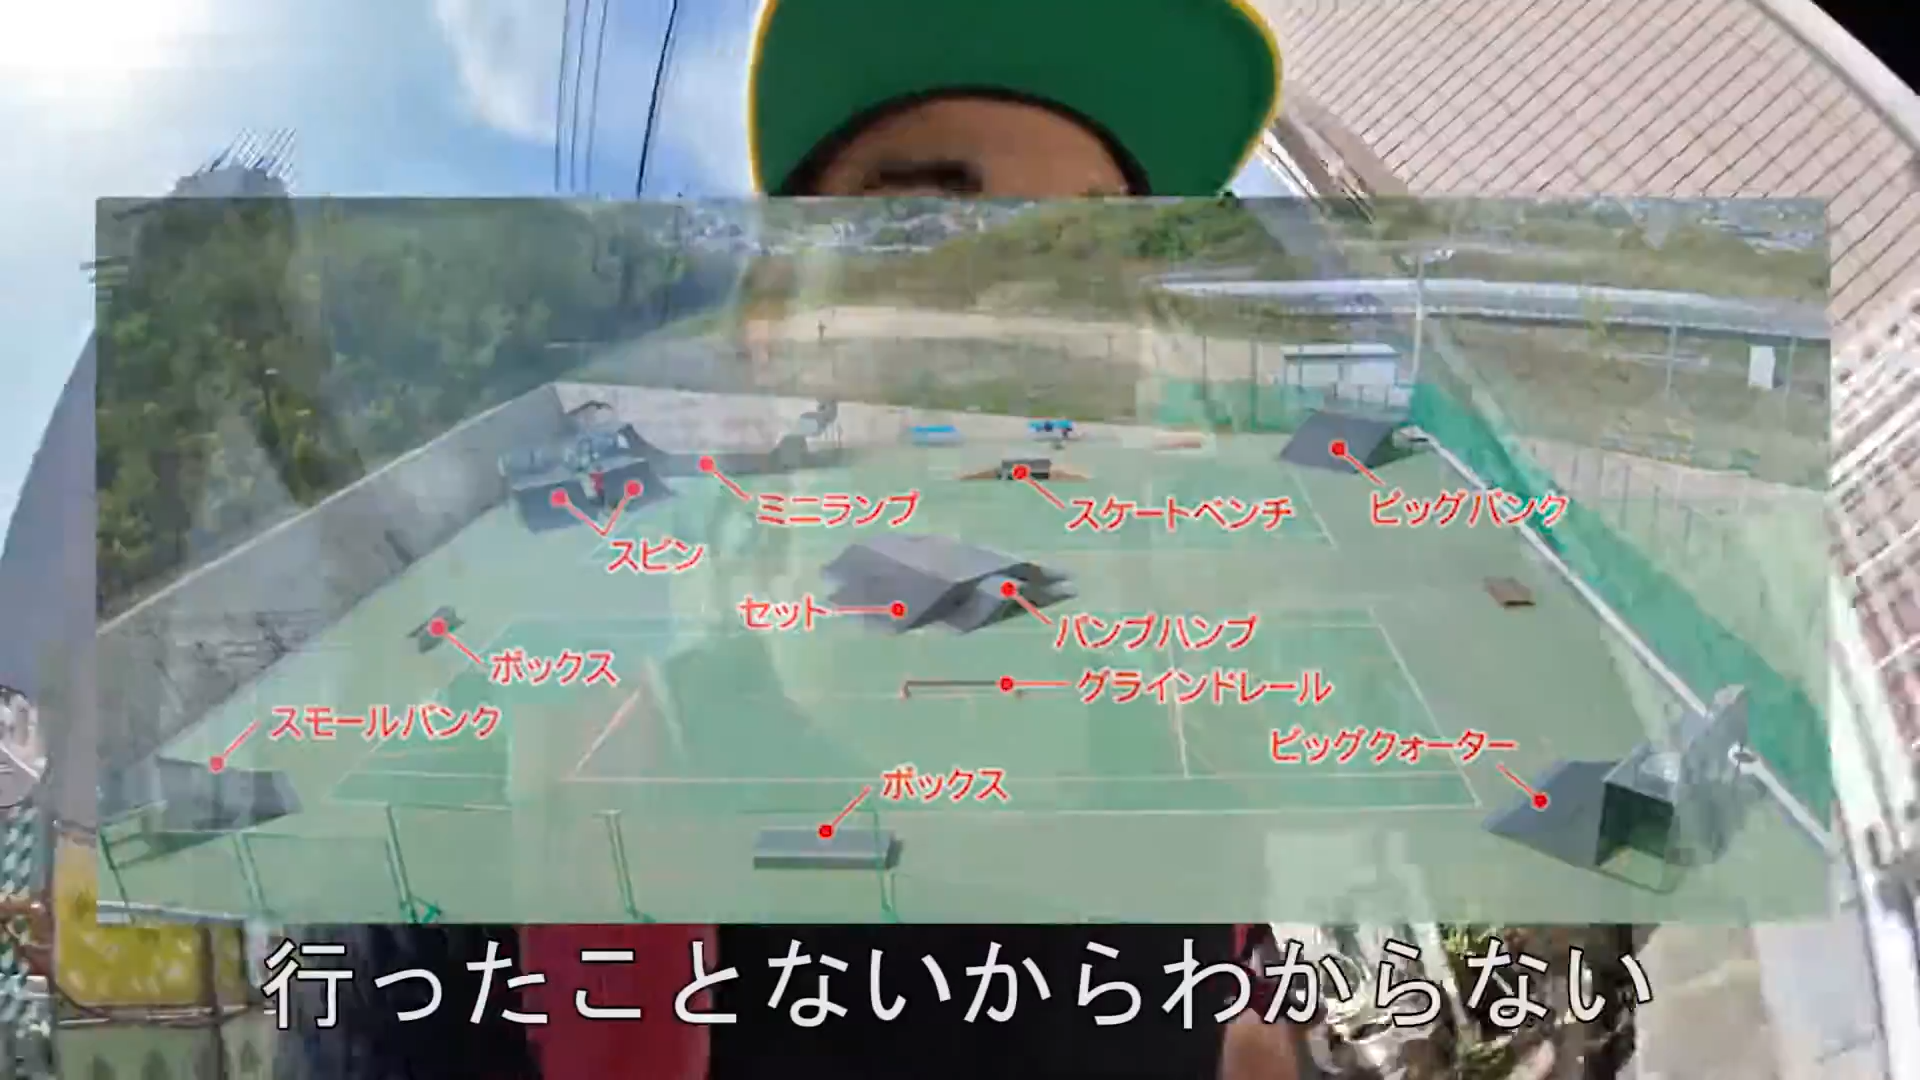 ミニランプ
スケートベンチ
ビッグバンク
スピン
セット
バンプハンプ
ボックス
グラインドレール
スモールバンク
ビッグクォーター
ボックス
行ったことないからわからない